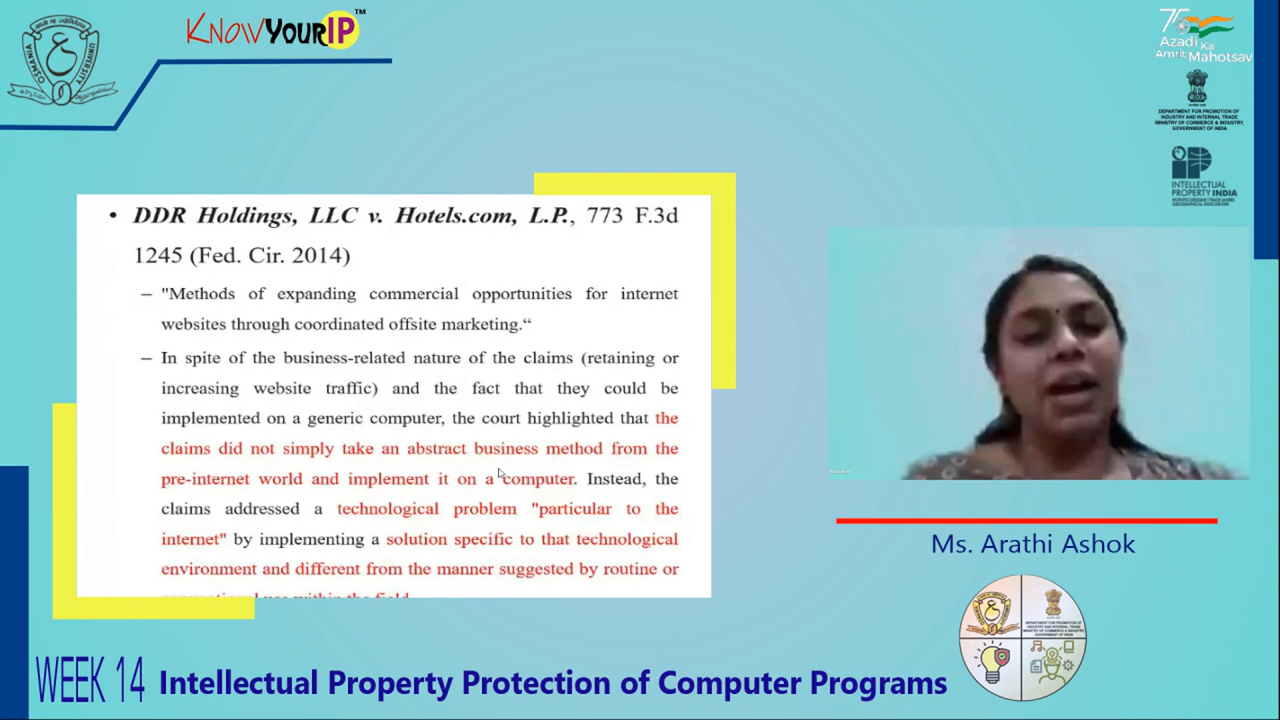 KNOWYOURIP™
OSMANIA UNIVERSITY
75
Azadi Ka
Amrit Mahotsav
DEPARTMENT FOR PROMOTION OF
INDUSTRY AND INTERNAL TRADE
MINISTRY OF COMMERCE & INDUSTRY,
GOVERNMENT OF INDIA
INTELLECTUAL
PROPERTY INDIA
• DDR Holdings, LLC v. Hotels.com, L.P., 773 F.3d
1245 (Fed. Cir. 2014)
– "Methods of expanding commercial opportunities for internet
websites through coordinated offsite marketing.“
– In spite of the business-related nature of the claims (retaining or
increasing website traffic) and the fact that they could be
implemented on a generic computer, the court highlighted that the
claims did not simply take an abstract business method from the
pre-internet world and implement it on a computer. Instead, the
claims addressed a technological problem "particular to the
internet" by implementing a solution specific to that technological
environment and different from the manner suggested by routine or
use within the field
Ms. Arathi Ashok
WEEK 14 Intellectual Property Protection of Computer Programs